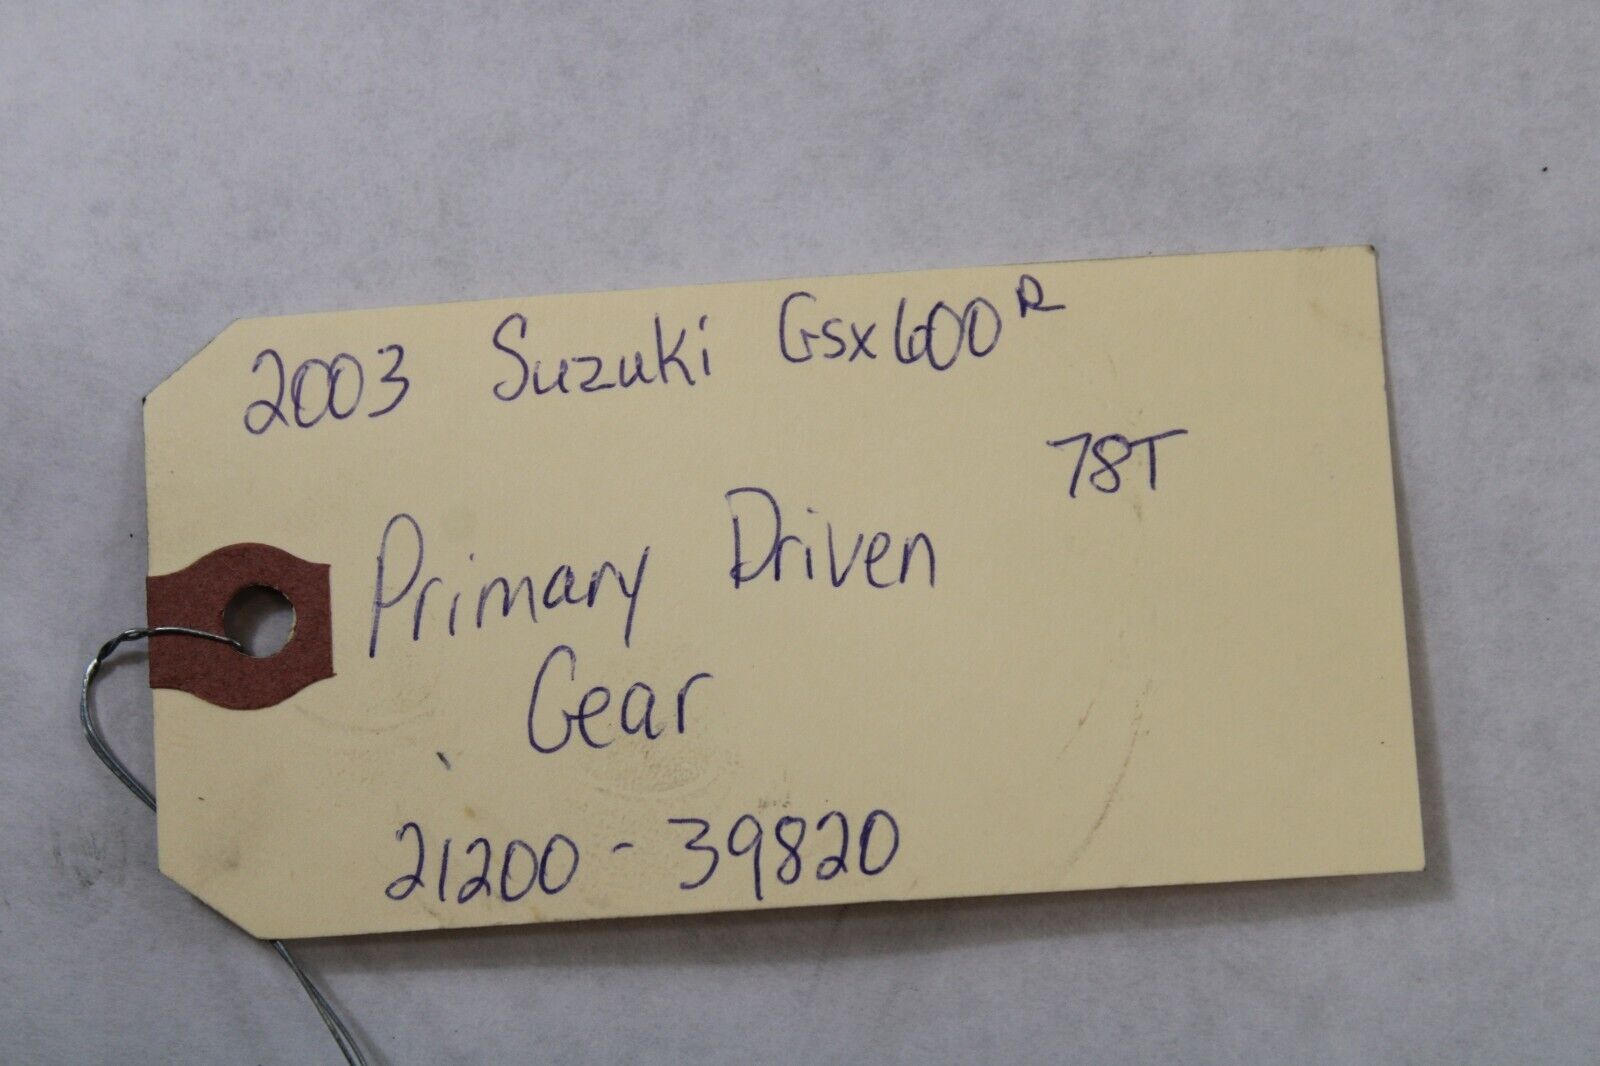 2003 Suzuki Gsx600R
78T
Primary Driven
Gear
21200-39820